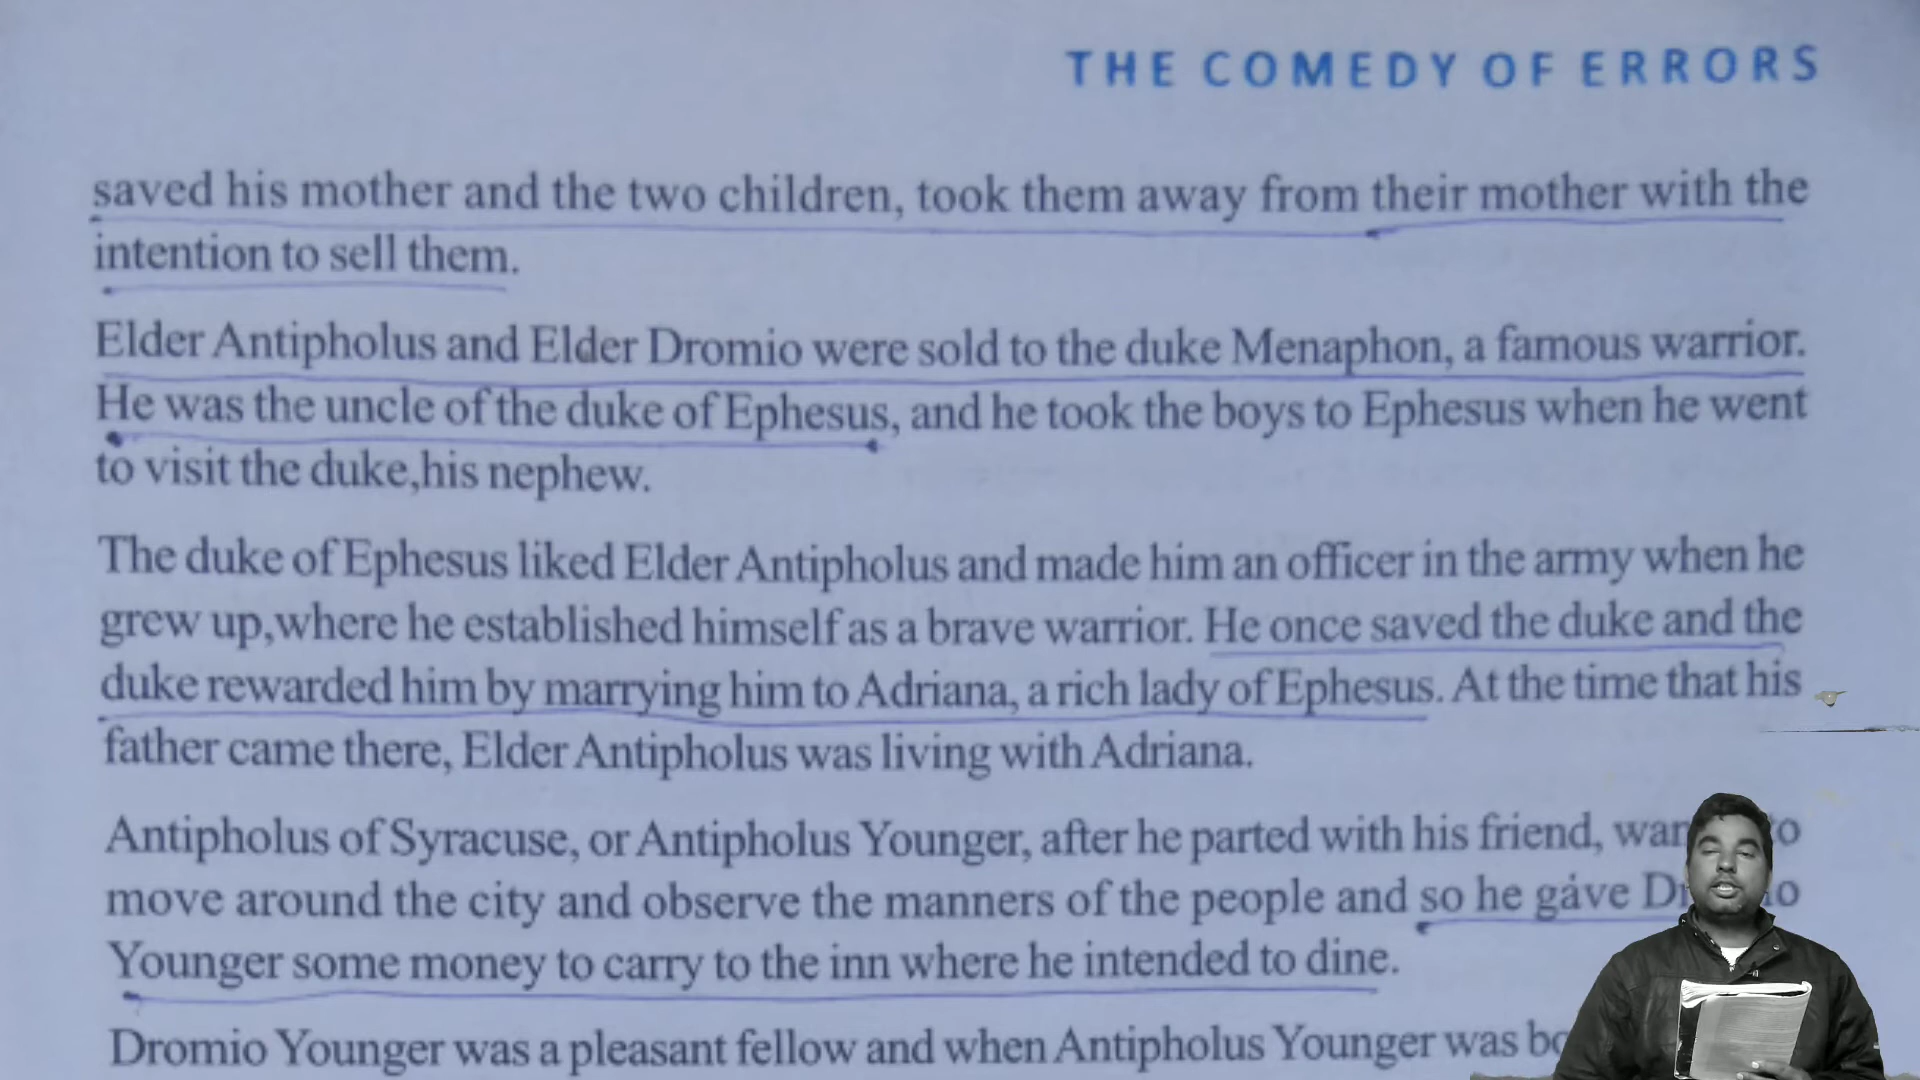 THE COMEDY OF ERRORS
saved his mother and the two children, took them away from their mother with the
intention to sell them.
Elder Antipholus and Elder Dromio were sold to the duke Menaphon, a famous warrior.
He was the uncle of the duke of Ephesus, and he took the boys to Ephesus when he went
to visit the duke,his nephew.
The duke of Ephesus liked Elder Antipholus and made him an officer in the army when he
grew up,where he established himself as a brave warrior. He once saved the duke and the
duke rewarded him by marrying him to Adriana, a rich lady of Ephesus. At the time that his
father came there, Elder Antipholus was living with Adriana.
Antipholus of Syracuse, or Antipholus Younger, after he parted with his friend,
move around the city and observe the manners of the people and so he gave
Younger some money to carry to the inn where he intended to dine.
Dromio Younger was a pleasant fellow and when Antipholus Younger was